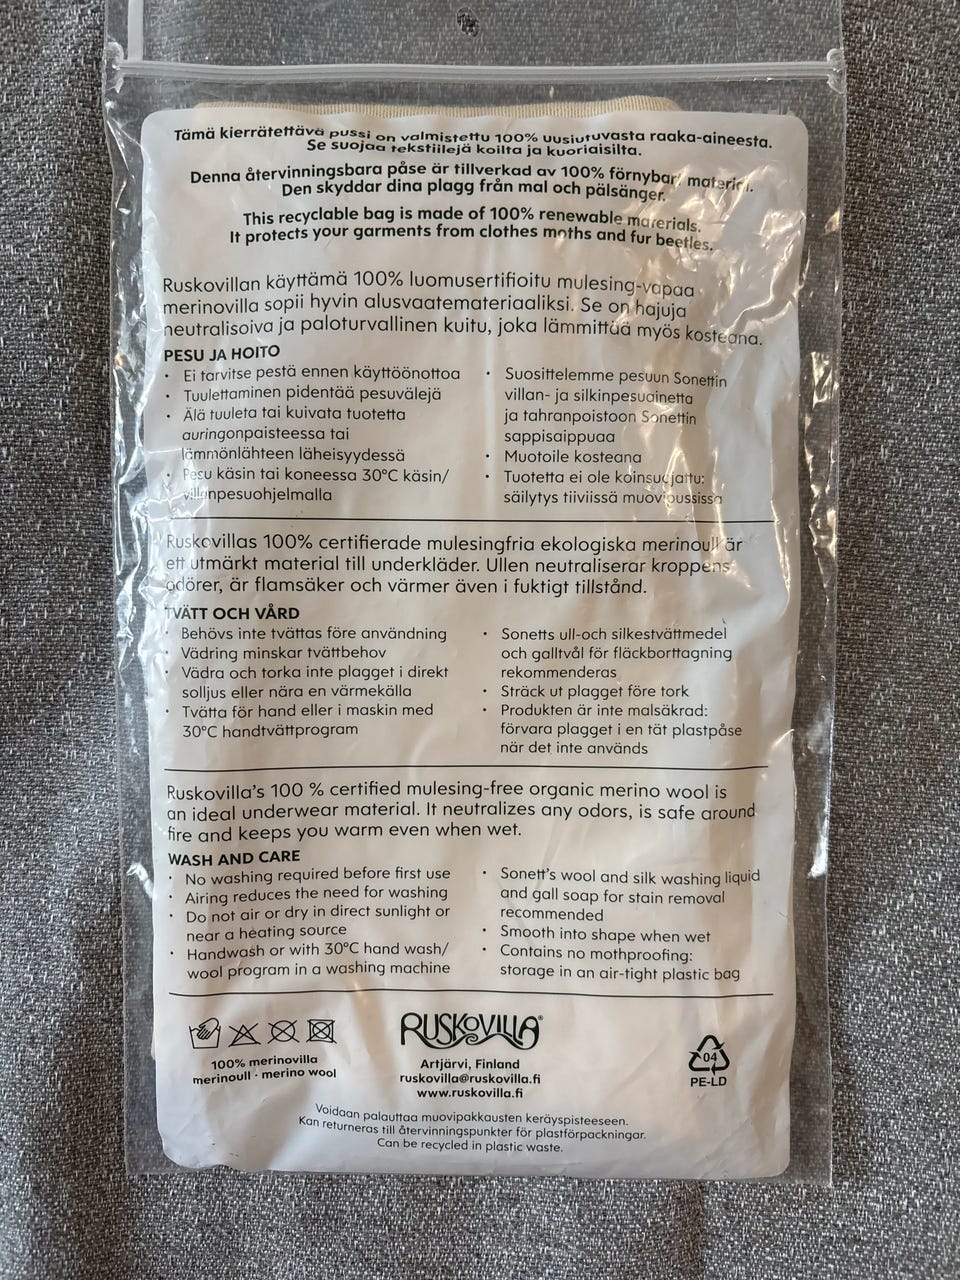 Tämä kierrätettävä pussi on valmistettu 100% uusiutuvasta raaka-aineesta.
Se suojaa tekstiilejä koilta ja kuoriaisilta.
Denna återvinningsbara påse är tillverkad av 100% förnybart material.
Den skyddar dina plagg från mal och pälsänger.
This recyclable bag is made of 100% renewable materials.
It protects your garments from clothes moths and fur beetles.
Ruskovillan käyttämä 100% luomusertifioitu mulesing-vapaa
merinovilla sopii hyvin alusvaatemateriaaliksi. Se on hajuja
neutralisoiva ja paloturvallinen kuitu, joka lämmittää myös kosteana.
PESU JA HOITO
• Ei tarvitse pestä ennen käyttöönottoa
• Tuulettaminen pidentää pesuvälejä
• Älä tuuleta tai kuivata tuotetta
auringonpaisteessa tai
lämmönlähteen läheisyydessä
• Pesu käsin tai koneessa 30°C käsin/
villanpesuohjelmalla
• Suosittelemme pesuun Sonettin
villan- ja silkinpesuainetta
ja tahranpoistoon Sonettin
sappisaippuaa
• Muotoile kosteana
• Tuotetta ei ole koinsuojattu:
säilytys tiiviissä muovipussissa
Ruskovillas 100% certifierade mulesingfria ekologiska merinoull är
ett utmärkt material till underkläder. Ullen neutraliserar kroppens
odörer, är flamsäker och värmer även i fuktigt tillstånd.
TVÄTT OCH VÅRD
• Behövs inte tvättas före användning
• Vädring minskar tvättbehov
• Vädra och torka inte plagget i direkt
solljus eller nära en värmekälla
• Tvätta för hand eller i maskin med
30°C handtvättprogram
• Sonetts ull-och silkestvättmedel
och galltvål för fläckborttagning
rekommenderas
• Sträck ut plagget före tork
• Produkten är inte malsäkrad:
förvara plagget i en tät plastpåse
när det inte används
Ruskovilla's 100 % certified mulesing-free organic merino wool is
an ideal underwear material. It neutralizes any odors, is safe around
fire and keeps you warm even when wet.
WASH AND CARE
• No washing required before first use
• Airing reduces the need for washing
• Do not air or dry in direct sunlight or
near a heating source
• Handwash or with 30°C hand wash/
wool program in a washing machine
• Sonett's wool and silk washing liquid
and gall soap for stain removal
recommended
• Smooth into shape when wet
• Contains no mothproofing:
storage in an air-tight plastic bag
100% merinovilla
merinoull · merino wool
RUSKOVILLA®
Artjärvi, Finland
ruskovilla@ruskovilla.fi
www.ruskovilla.fi
04
PE-LD
Voidaan palauttaa muovipakkausten keräyspisteeseen.
Kan returneras till återvinningspunkter för plastförpackningar.
Can be recycled in plastic waste.